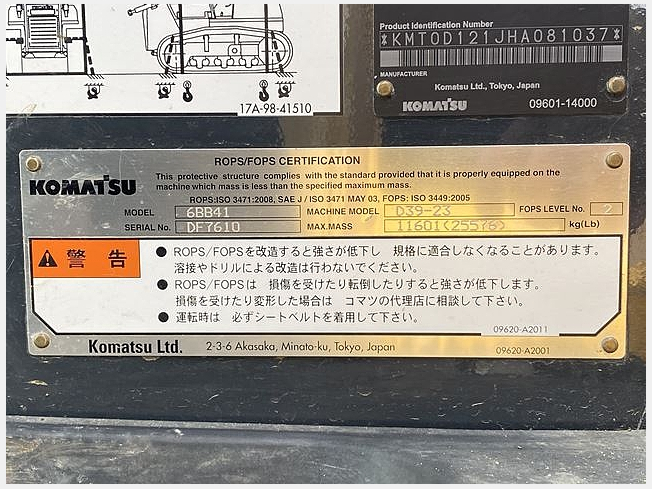 17A-98-41510
Product Identification Number
*KMT0D121JHA081037*
MANUFACTURER
Komatsu Ltd., Tokyo, Japan
KOMATSU 09601-14000
ROPS/FOPS CERTIFICATION
KOMATSU
This protective structure complies with the standard provided that it is properly equipped on the
machine which mass is less than the specified maximum mass.
ROPS:ISO 3471:2008, SAE J / ISO 3471 MAY 03, FOPS: ISO 3449:2005
MODEL 6BB41 MACHINE MODEL D39-23 FOPS LEVEL No. 2
SERIAL No. DF7610 MAX.MASS 11601(25576) kg(Lb)
警告
● ROPS/FOPSを改造すると強さが低下し 規格に適合しなくなることがあります。
溶接やドリルによる改造は行わないでください。
● ROPS/FOPSは 損傷を受けたり転倒したりすると強さが低下します。
損傷を受けたり変形した場合は コマツの代理店に相談して下さい。
● 運転時は 必ずシートベルトを着用して下さい。
09620-A2011
Komatsu Ltd. 2-3-6 Akasaka, Minato-ku, Tokyo, Japan 09620-A2001